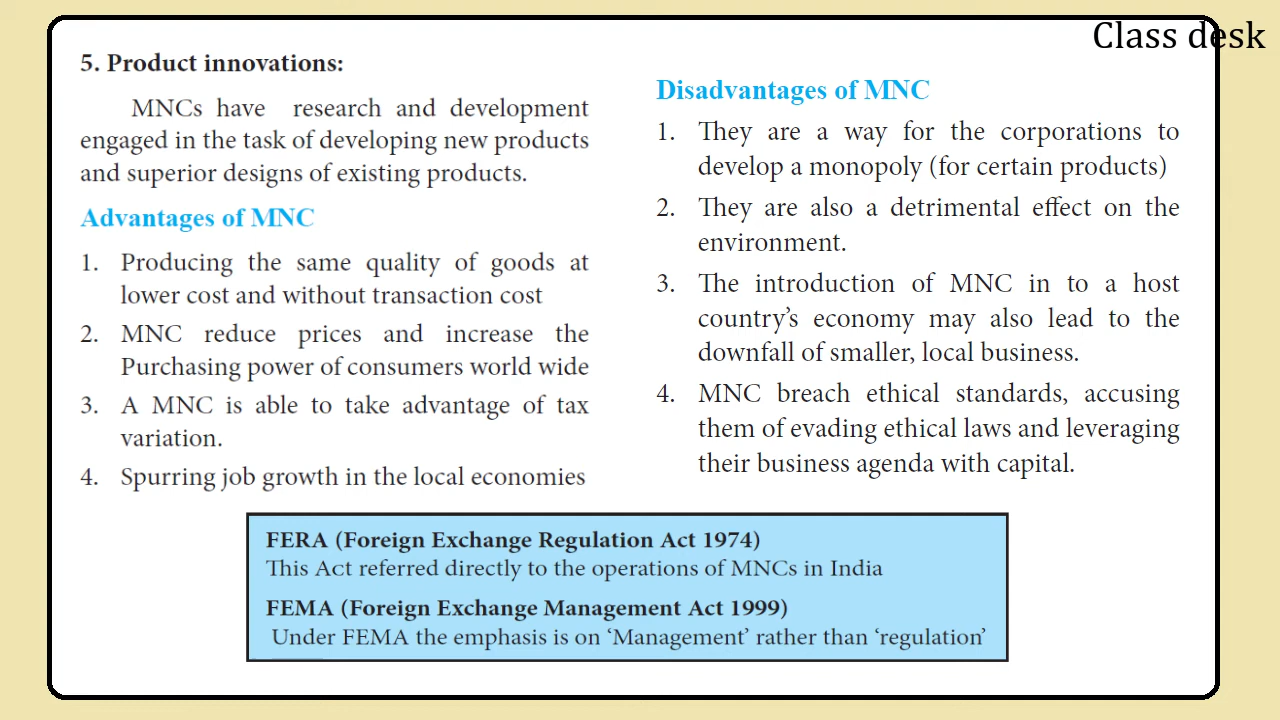 Class desk
5. Product innovations:
MNCs have research and development
engaged in the task of developing new products
and superior designs of existing products.
Advantages of MNC
1. Producing the same quality of goods at
lower cost and without transaction cost
2. MNC reduce prices and increase the
Purchasing power of consumers world wide
3. A MNC is able to take advantage of tax
variation.
4. Spurring job growth in the local economies
Disadvantages of MNC
1. They are a way for the corporations to
develop a monopoly (for certain products)
2. They are also a detrimental effect on the
environment.
3. The introduction of MNC in to a host
country’s economy may also lead to the
downfall of smaller, local business.
4. MNC breach ethical standards, accusing
them of evading ethical laws and leveraging
their business agenda with capital.
FERA (Foreign Exchange Regulation Act 1974)
This Act referred directly to the operations of MNCs in India
FEMA (Foreign Exchange Management Act 1999)
Under FEMA the emphasis is on ‘Management’ rather than ‘regulation’